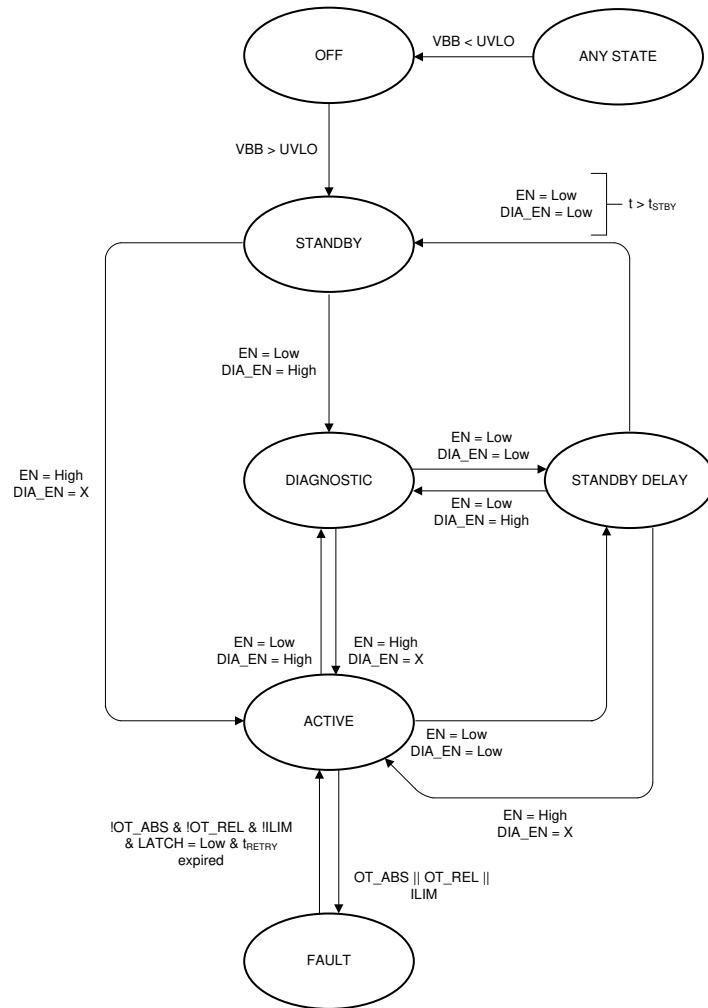 VBB < UVLO
OFF
ANY STATE
VBB > UVLO
EN = Low
DIA_EN = Low
t > tSTBY
STANDBY
EN = Low
DIA_EN = High
EN = High
DIA_EN = X
DIAGNOSTIC
EN = Low
DIA_EN = Low
EN = Low
DIA_EN = High
STANDBY DELAY
EN = Low
DIA_EN = High
EN = High
DIA_EN = X
ACTIVE
EN = Low
DIA_EN = Low
EN = High
DIA_EN = X
!OT_ABS & !OT_REL & !ILIM
& LATCH = Low & tRETRY
expired
OT_ABS || OT_REL ||
ILIM
FAULT